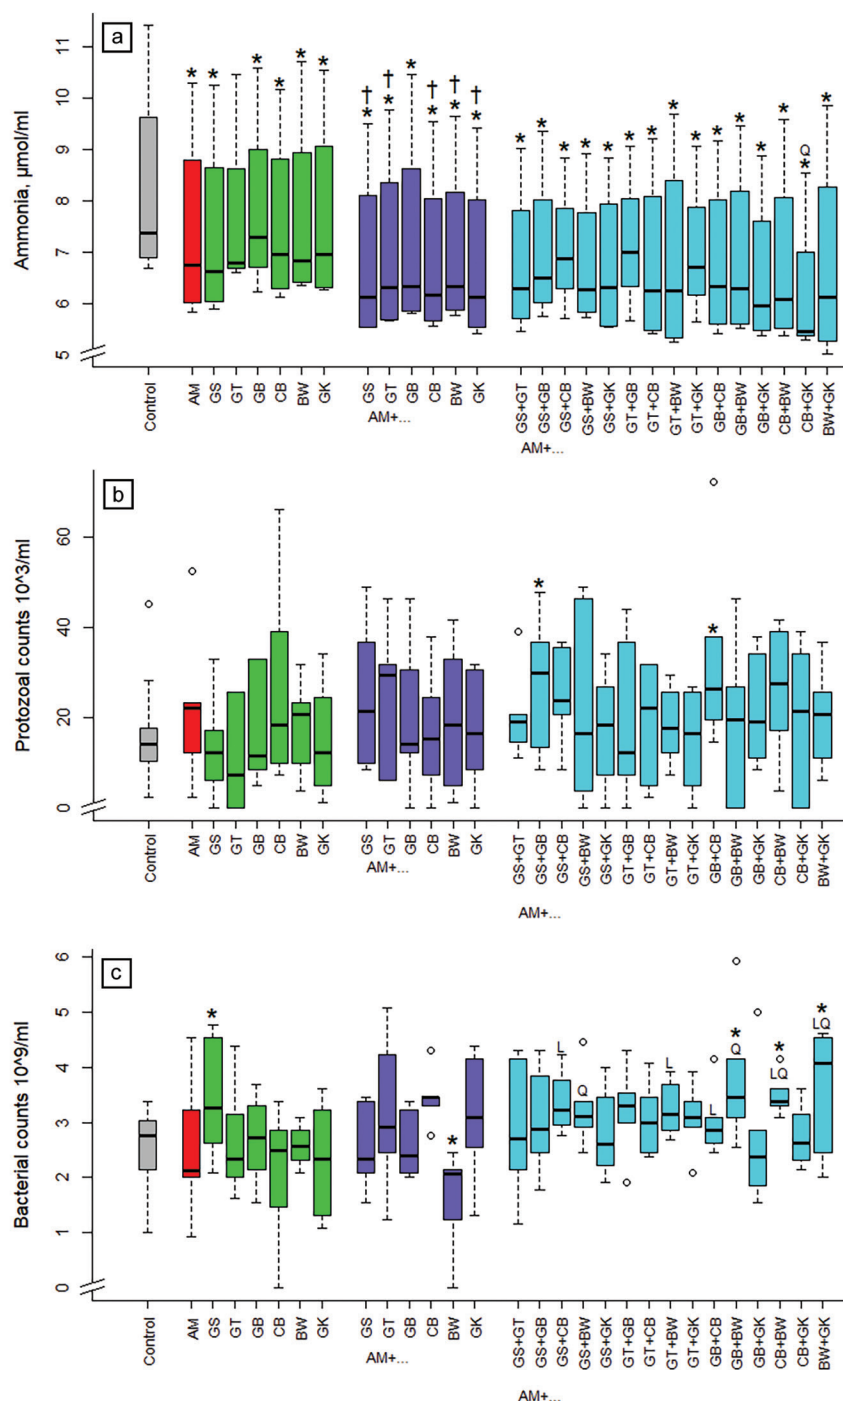 a
Ammonia, µmol/ml
11
10
9
8
7
6
5
* * * * * *
† † * † † †
* * * * *
* * * * * * * * * * * * Q * *
*
Control AM GS GT GB CB BW GK GS GT GB CB BW GK GS+GT GS+GB GS+CB GS+BW GS+GK GT+GB GT+CB GT+BW GT+GK GB+CB GB+BW GB+GK CB+BW CB+GK BW+GK
AM+...
AM+...
b
Protozoal counts 10^3/ml
60
40
20
0
* *
Control AM GS GT GB CB BW GK GS GT GB CB BW GK GS+GT GS+GB GS+CB GS+BW GS+GK GT+GB GT+CB GT+BW GT+GK GB+CB GB+BW GB+GK CB+BW CB+GK BW+GK
AM+...
AM+...
c
Bacterial counts 10^9/ml
6
5
4
3
2
1
0
* * L Q L L * Q * LQ * LQ
Control AM GS GT GB CB BW GK GS GT GB CB BW GK GS+GT GS+GB GS+CB GS+BW GS+GK GT+GB GT+CB GT+BW GT+GK GB+CB GB+BW GB+GK CB+BW CB+GK BW+GK
AM+...
AM+...